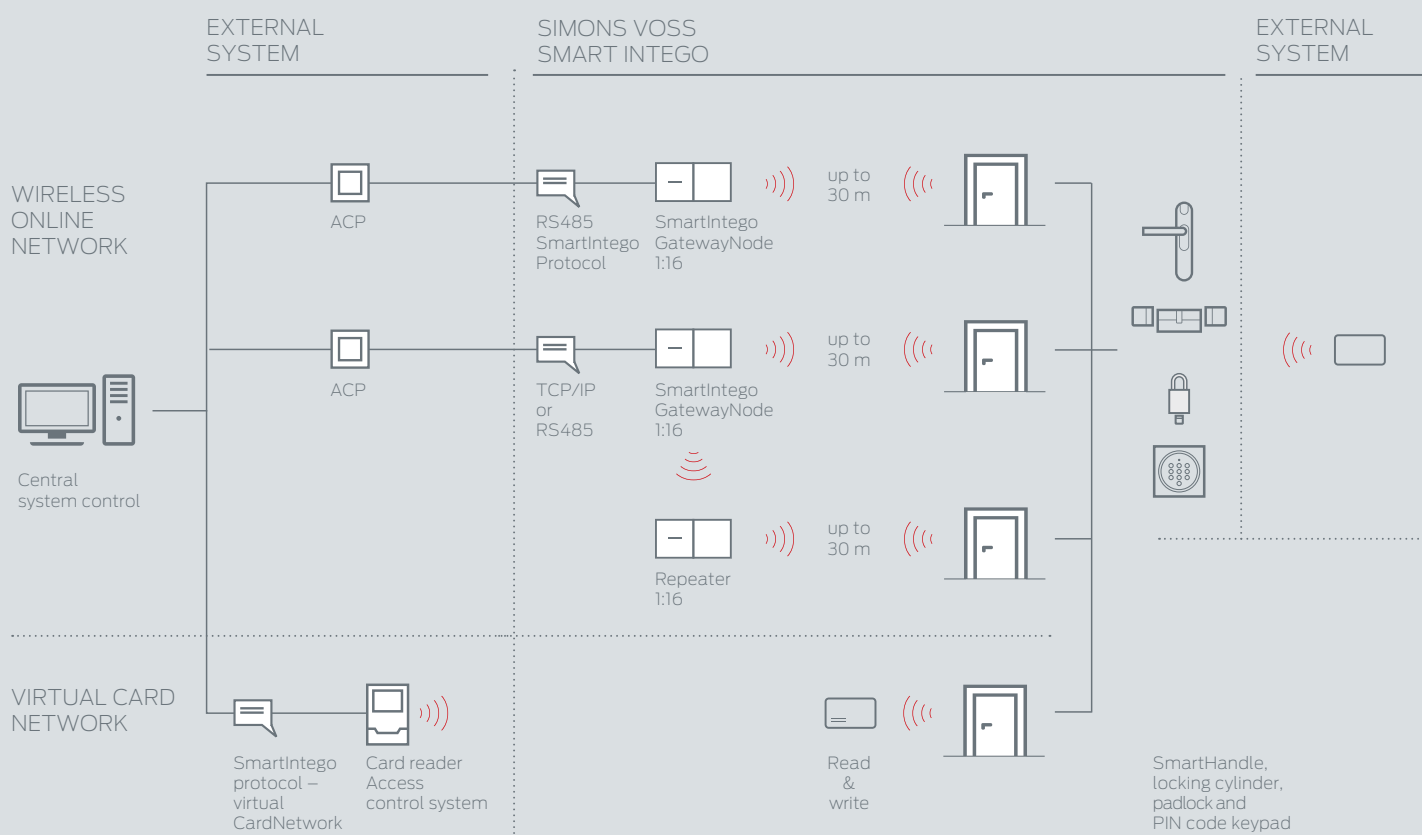 EXTERNAL
SYSTEM
SIMONS VOSS
SMART INTEGO
EXTERNAL
SYSTEM
WIRELESS
ONLINE
NETWORK
ACP
RS485
SmartIntego
Protocol
SmartIntego
GatewayNode
1:16
up to
30 m
ACP
TCP/IP
or
RS485
SmartIntego
GatewayNode
1:16
up to
30 m
Central
system control
Repeater
1:16
up to
30 m
VIRTUAL CARD
NETWORK
SmartIntego
protocol –
virtual
CardNetwork
Card reader
Access
control system
Read
&
write
SmartHandle,
locking cylinder,
padlock and
PIN code keypad